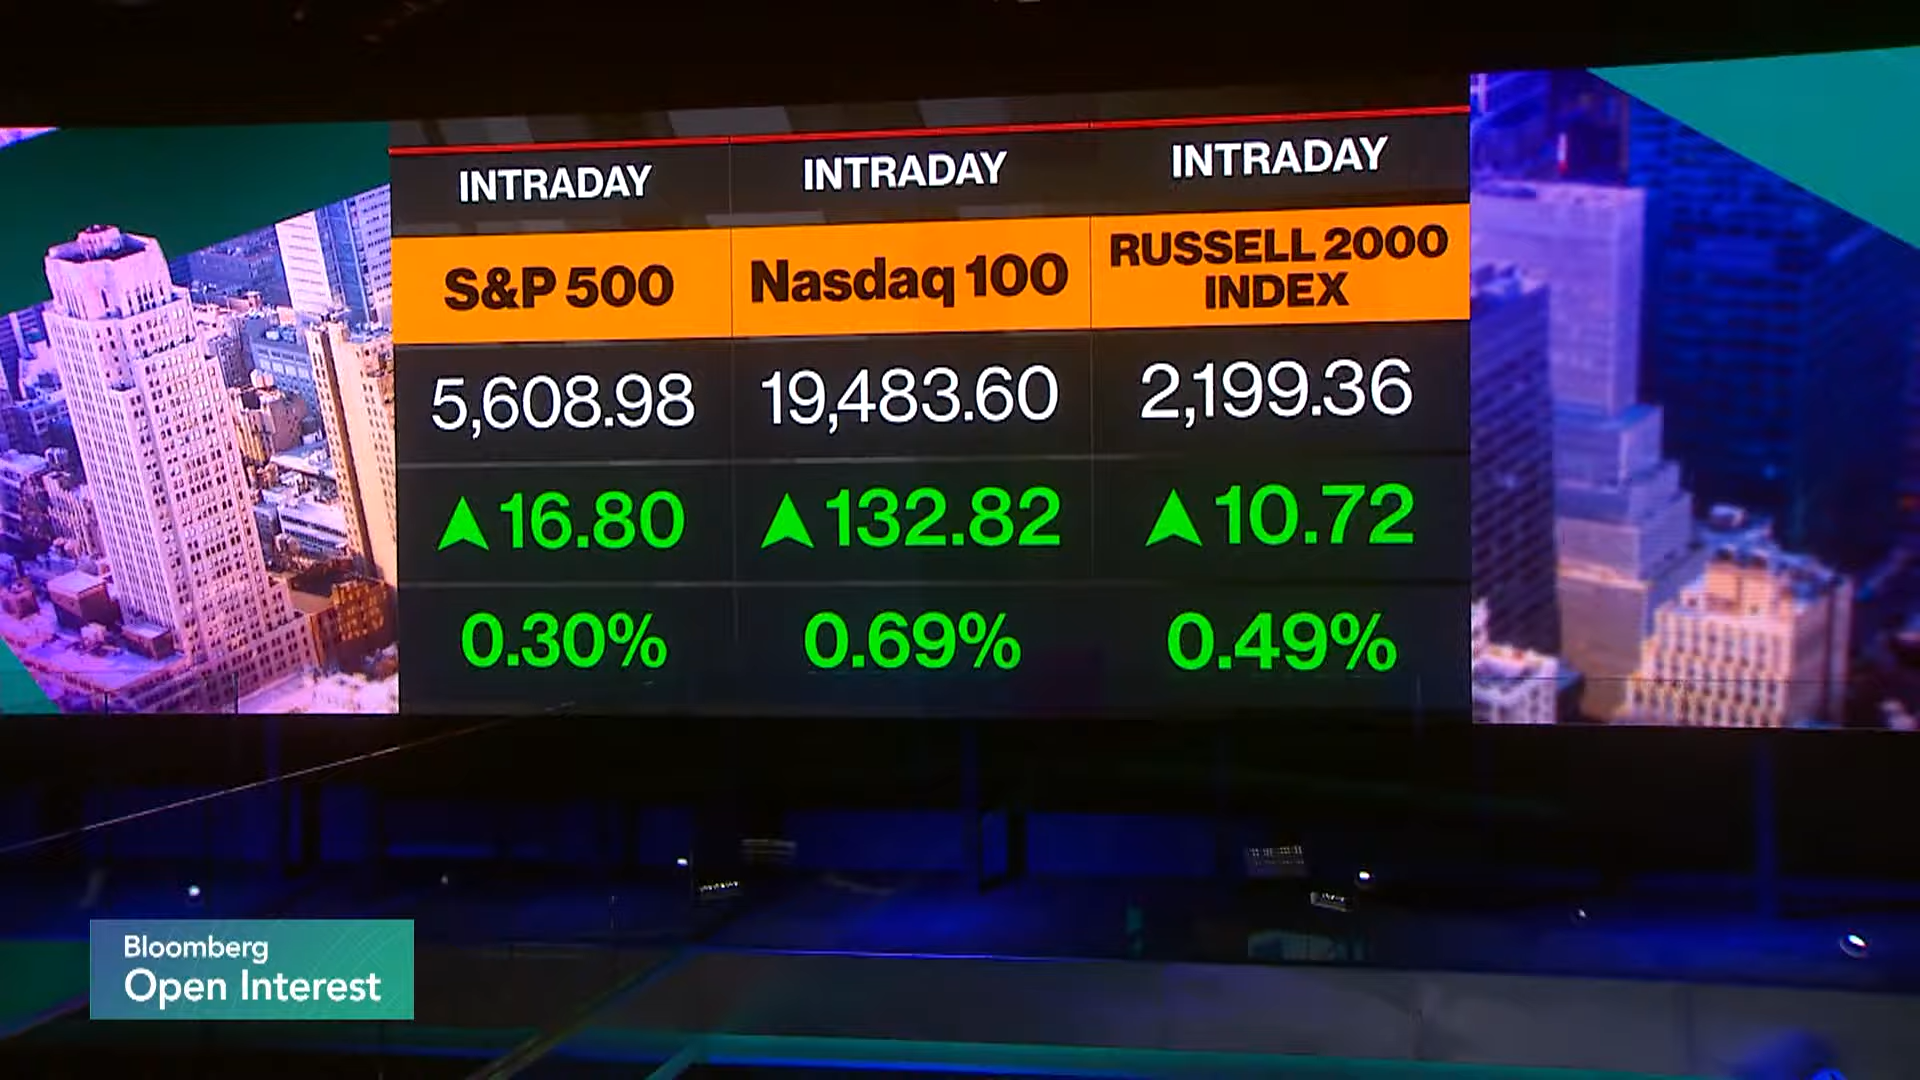 INTRADAY INTRADAY INTRADAY
S&P 500 Nasdaq 100 RUSSELL 2000
INDEX
5,608.98 19,483.60 2,199.36
▲16.80 ▲132.82 ▲10.72
0.30% 0.69% 0.49%
Bloomberg
Open Interest